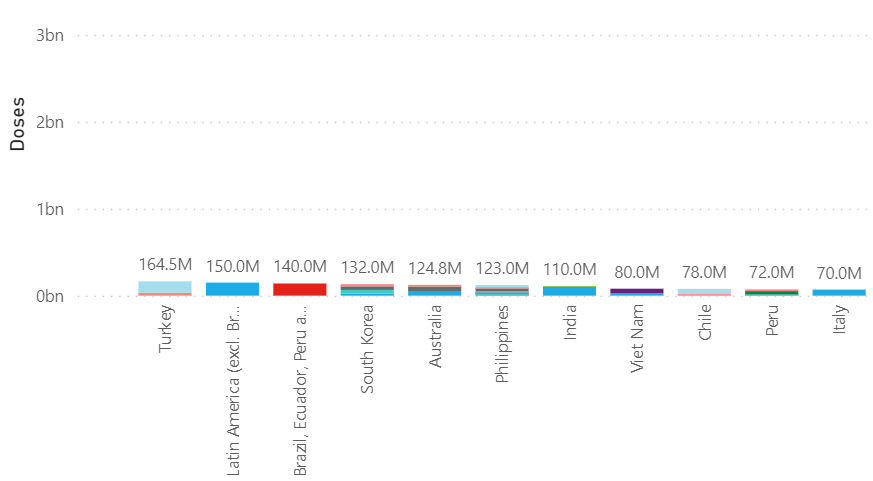 3bn
2bn
1bn
0bn
Doses
164.5M
150.0M
140.0M
132.0M
124.8M
123.0M
110.0M
80.0M
78.0M
72.0M
70.0M
Turkey
Latin America (excl. Br...
Brazil, Ecuador, Peru a...
South Korea
Australia
Philippines
India
Viet Nam
Chile
Peru
Italy